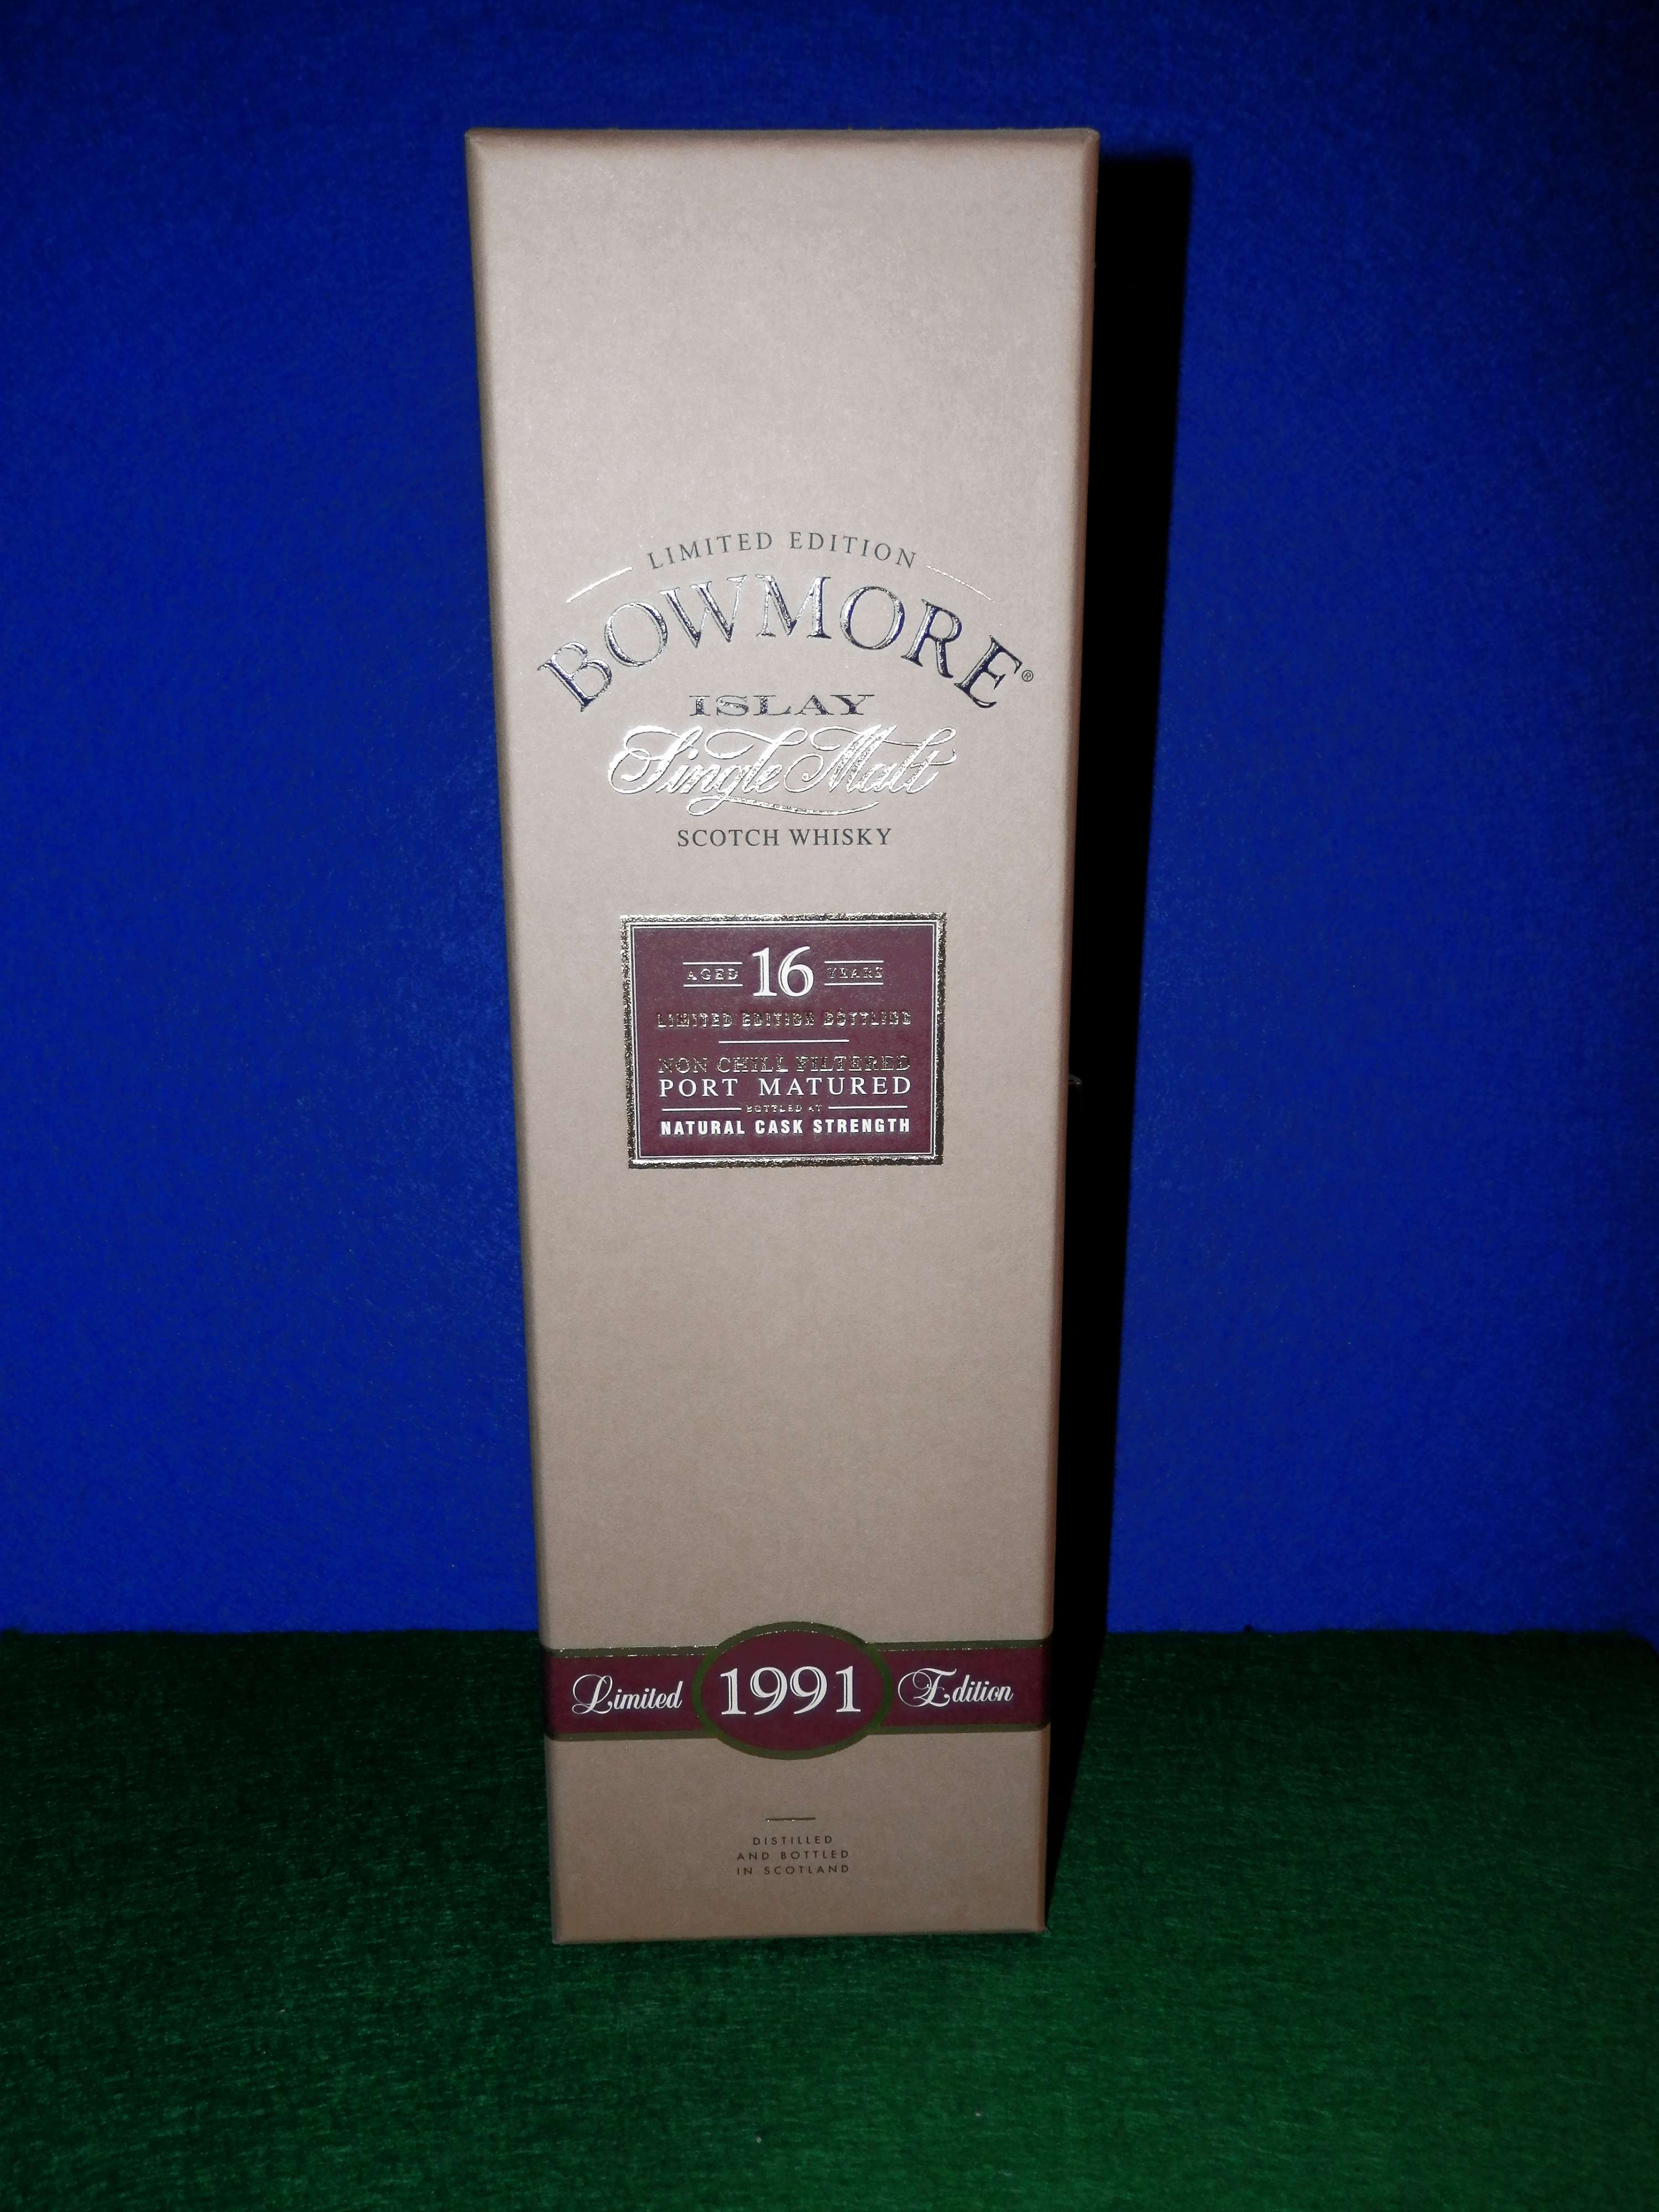 LIMITED EDITION
BOWMORE®
ISLAY
Single Malt
SCOTCH WHISKY
AGED 16 YEARS
LIMITED EDITION BOTTLING
NON CHILL FILTERED
PORT MATURED
BOTTLED AT
NATURAL CASK STRENGTH
Limited 1991 Edition
DISTILLED
AND BOTTLED
IN SCOTLAND